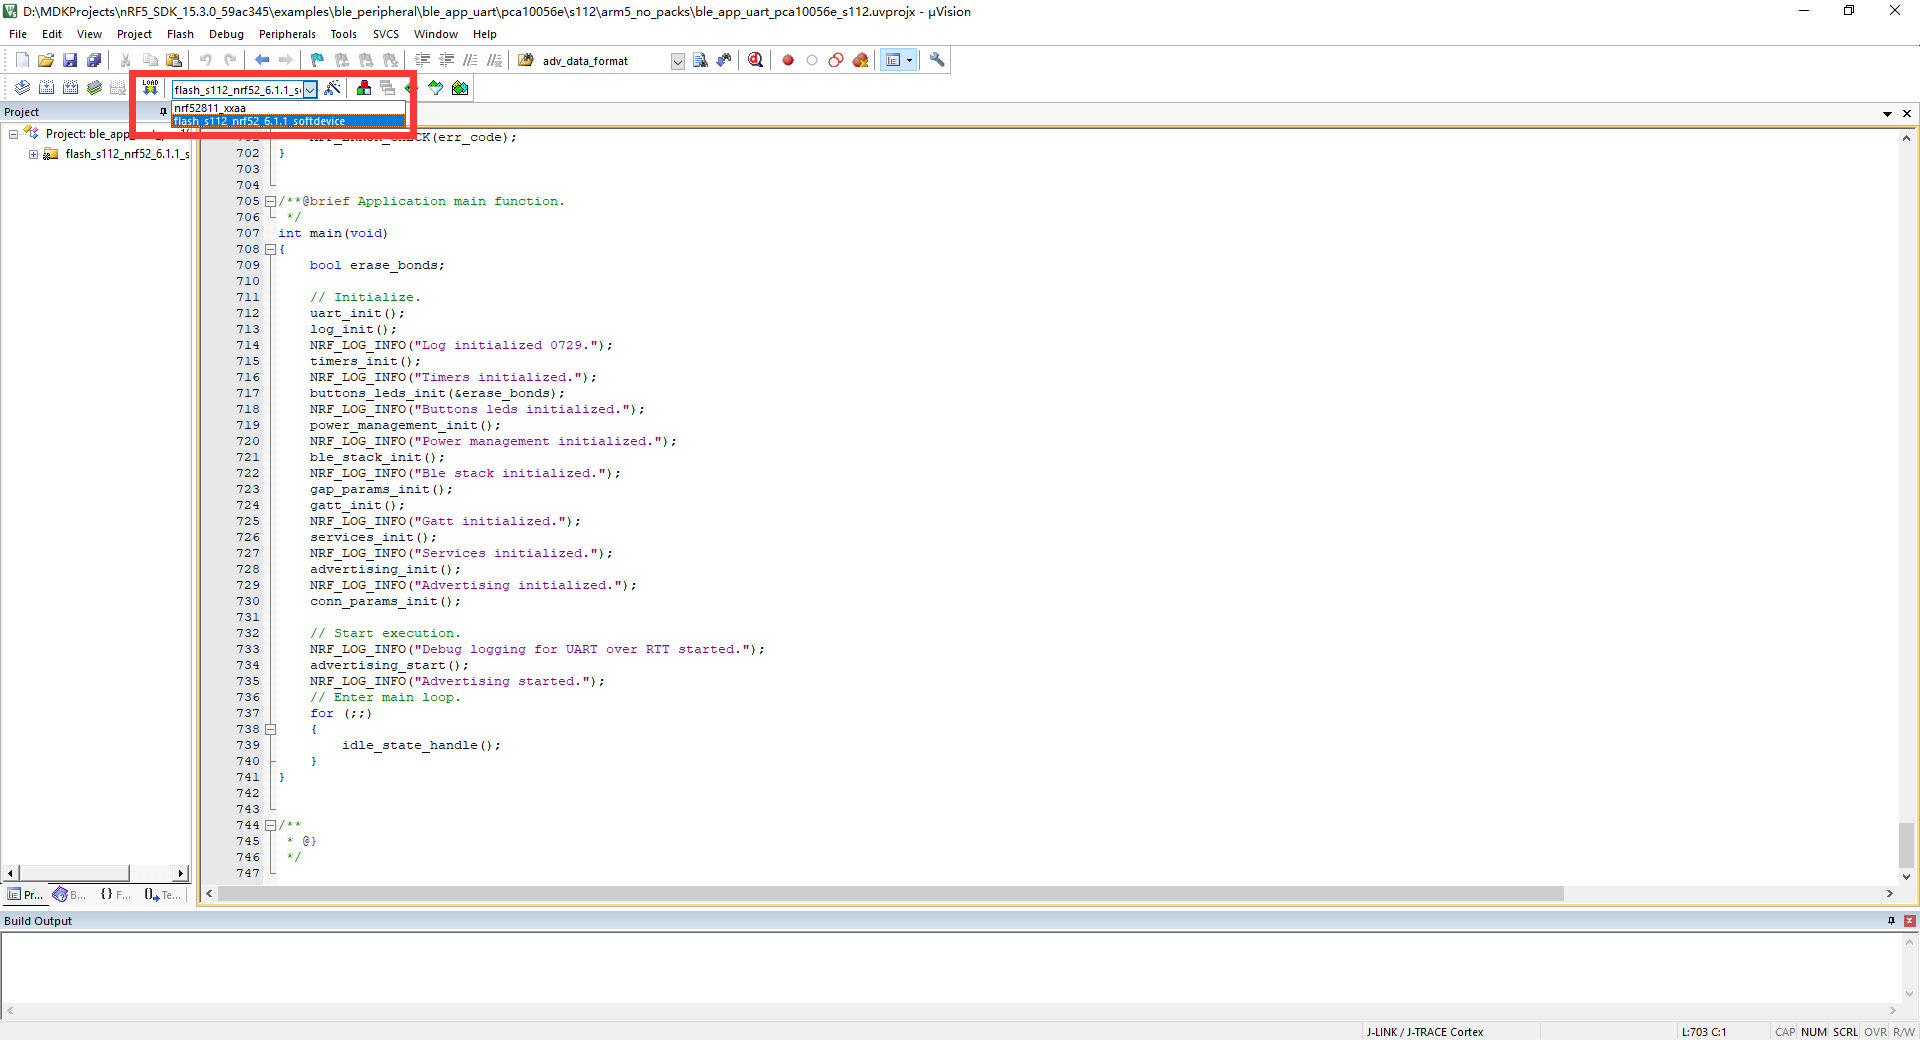 D:\MDKProjects\nRF5_SDK_15.3.0_59ac345\examples\ble_peripheral\ble_app_uart\pca10056e\s112\arm5_no_packs\ble_app_uart_pca10056e_s112.uvprojx - µVision
File Edit View Project Flash Debug Peripherals Tools SVCS Window Help
adv_data_format
LOAD flash_s112_nrf52_6.1.1_s
nrf52811_xxaa
flash_s112_nrf52_6.1.1_softdevice
Project
Project: ble_app
flash_s112_nrf52_6.1.1_s
(err_code);
702 }
703
704
705 /**@brief Application main function.
706 */
707 int main(void)
708 {
709 bool erase_bonds;
710
711 // Initialize.
712 uart_init();
713 log_init();
714 NRF_LOG_INFO("Log initialized 0729.");
715 timers_init();
716 NRF_LOG_INFO("Timers initialized.");
717 buttons_leds_init(&erase_bonds);
718 NRF_LOG_INFO("Buttons leds initialized.");
719 power_management_init();
720 NRF_LOG_INFO("Power management initialized.");
721 ble_stack_init();
722 NRF_LOG_INFO("Ble stack initialized.");
723 gap_params_init();
724 gatt_init();
725 NRF_LOG_INFO("Gatt initialized.");
726 services_init();
727 NRF_LOG_INFO("Services initialized.");
728 advertising_init();
729 NRF_LOG_INFO("Advertising initialized.");
730 conn_params_init();
731
732 // Start execution.
733 NRF_LOG_INFO("Debug logging for UART over RTT started.");
734 advertising_start();
735 NRF_LOG_INFO("Advertising started.");
736 // Enter main loop.
737 for (;;)
738 {
739 idle_state_handle();
740 }
741 }
742
743
744 /**
745 * @}
746 */
747
Pr... B... {} F... Te...
Build Output
J-LINK / J-TRACE Cortex L:703 C:1 CAP NUM SCRL OVR R/W